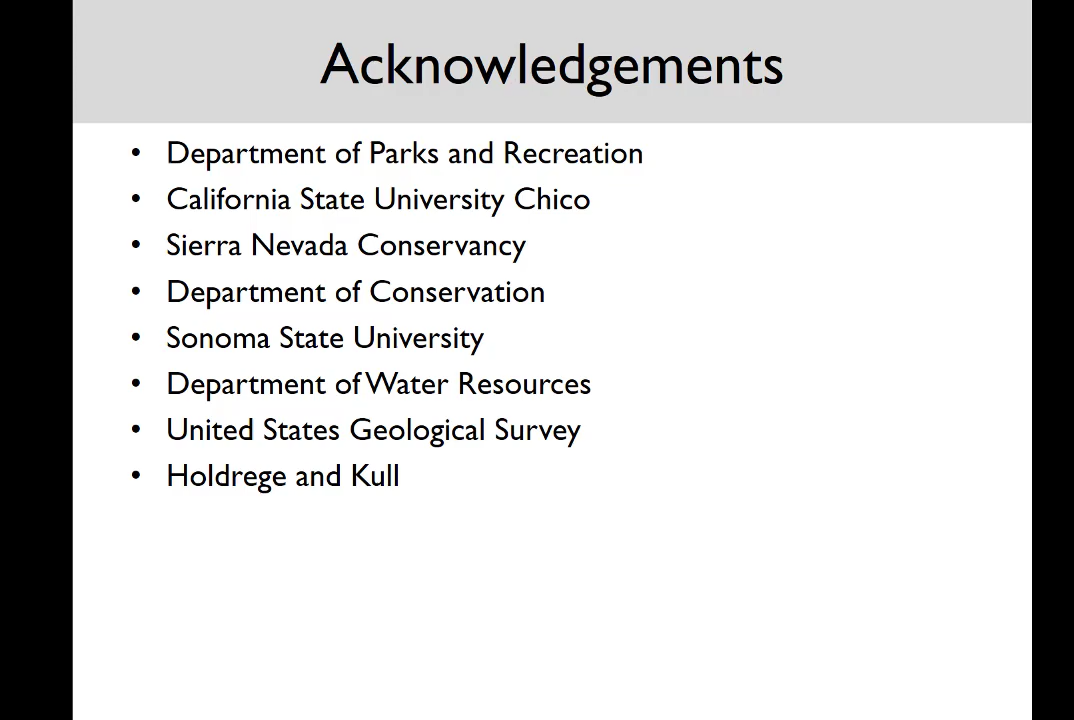 Acknowledgements
• Department of Parks and Recreation
• California State University Chico
• Sierra Nevada Conservancy
• Department of Conservation
• Sonoma State University
• Department of Water Resources
• United States Geological Survey
• Holdrege and Kull